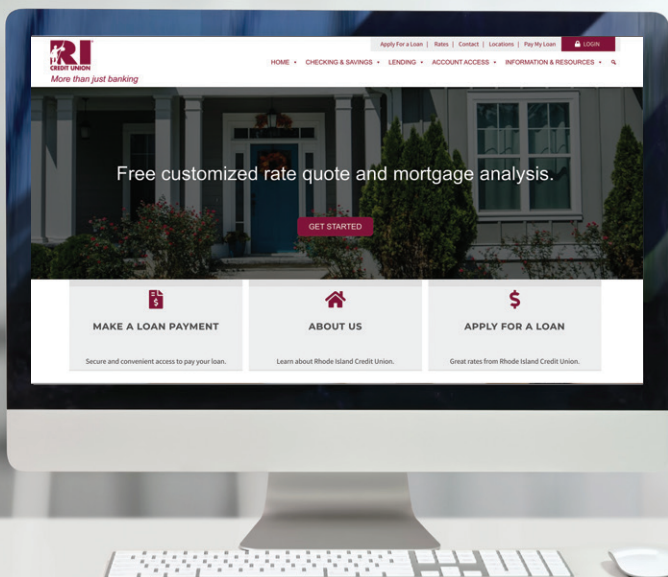 Apply For a Loan | Rates | Contact | Locations | Pay My Loan LOGIN
RI
CREDIT UNION
More than just banking
HOME CHECKING & SAVINGS LENDING ACCOUNT ACCESS INFORMATION & RESOURCES
Free customized rate quote and mortgage analysis.
GET STARTED
$ $
MAKE A LOAN PAYMENT ABOUT US APPLY FOR A LOAN
Secure and convenient access to pay your loan. Learn about Rhode Island Credit Union. Great rates from Rhode Island Credit Union.